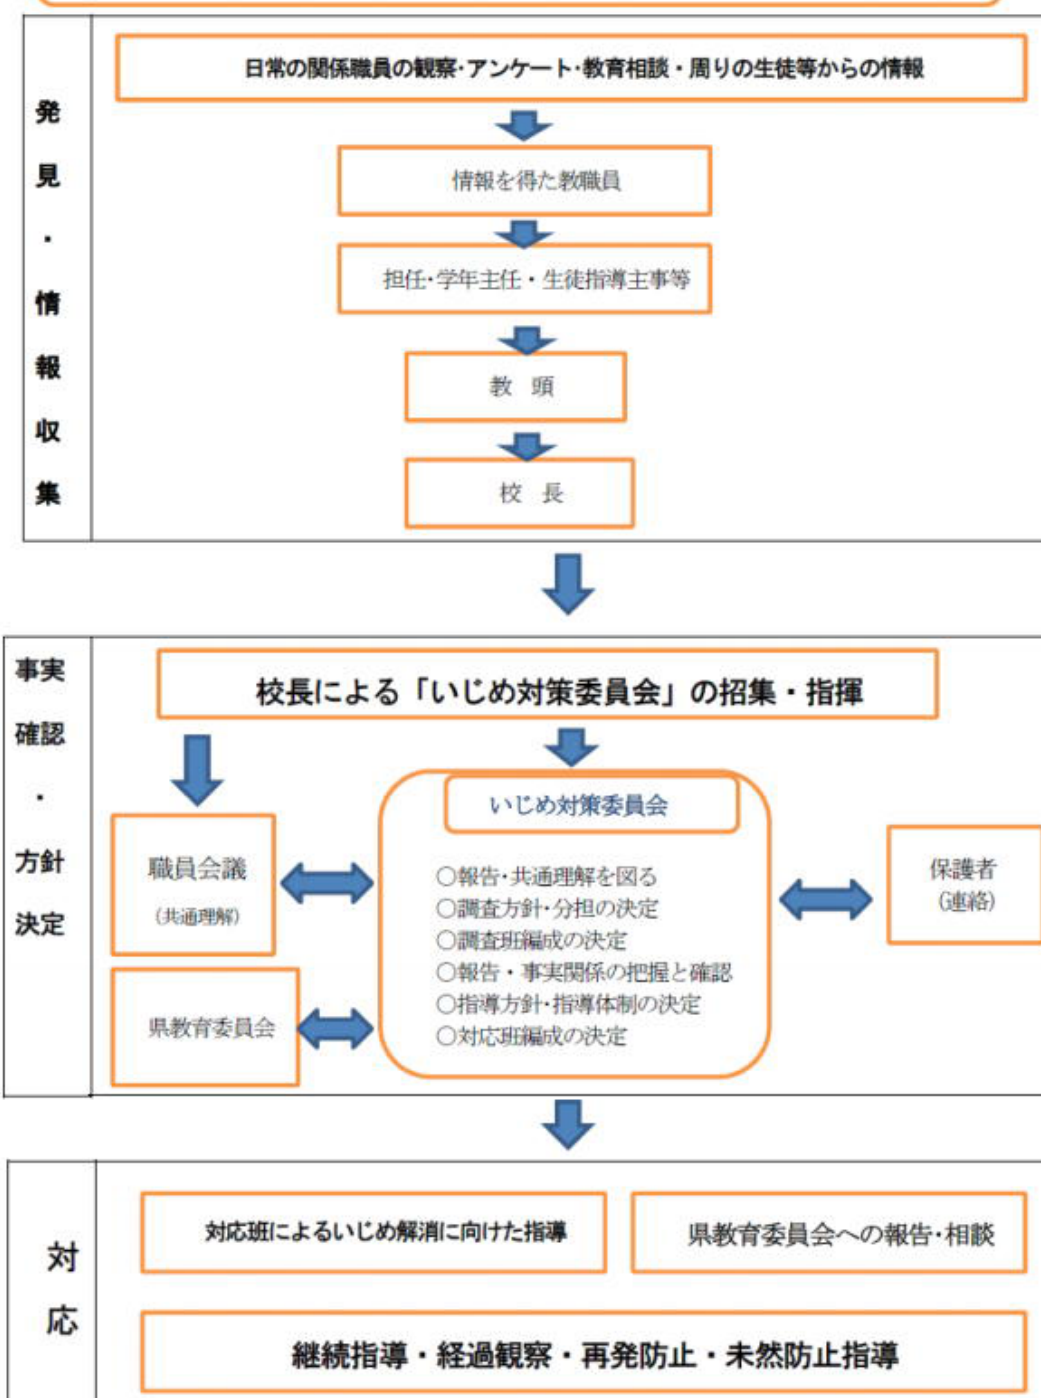 発見・情報収集
日常の関係職員の観察･アンケート･教育相談・周りの生徒等からの情報
情報を得た教職員
担任･学年主任・生徒指導主事等
教　頭
校　長
事実確認・方針決定
校長による「いじめ対策委員会」の招集・指揮
いじめ対策委員会
職員会議
(共通理解)
○報告･共通理解を図る
○調査方針･分担の決定
○調査班編成の決定
○報告・事実関係の把握と確認
○指導方針･指導体制の決定
○対応班編成の決定
保護者
(連絡)
県教育委員会
対応
対応班によるいじめ解消に向けた指導
県教育委員会への報告･相談
継続指導・経過観察・再発防止・未然防止指導